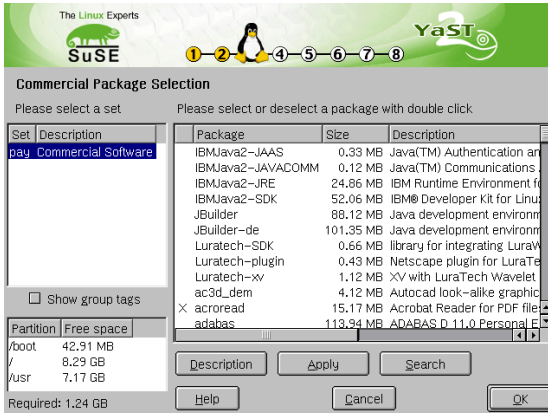 The Linux Experts
SuSE
1 2 4 5 6 7 8
YaST2
Commercial Package Selection
Please select a set
Please select or deselect a package with double click
Set Description
pay Commercial Software
Package Size Description
IBMJava2-JAAS 0.33 MB Java(TM) Authentication an
IBMJava2-JAVACOMM 0.12 MB Java(TM) Communications
IBMJava2-JRE 24.86 MB IBM Runtime Environment fo
IBMJava2-SDK 52.06 MB IBM® Developer Kit for Linu
JBuilder 88.12 MB Java development environm
JBuilder-de 101.35 MB Java development environm
Luratech-SDK 0.66 MB library for integrating LuraW
Luratech-plugin 0.43 MB Netscape plugin for LuraTe
Luratech-xv 1.12 MB XV with LuraTech Wavelet
ac3d_dem 4.12 MB Autocad look-alike graphic
X acroread 15.17 MB Acrobat Reader for PDF file
adabas 113.94 MB ADABAS D 11.0 Personal E
Show group tags
Partition Free space
/boot 42.91 MB
/ 8.29 GB
/usr 7.17 GB
Required: 1.24 GB
Description Apply Search
Help Cancel OK